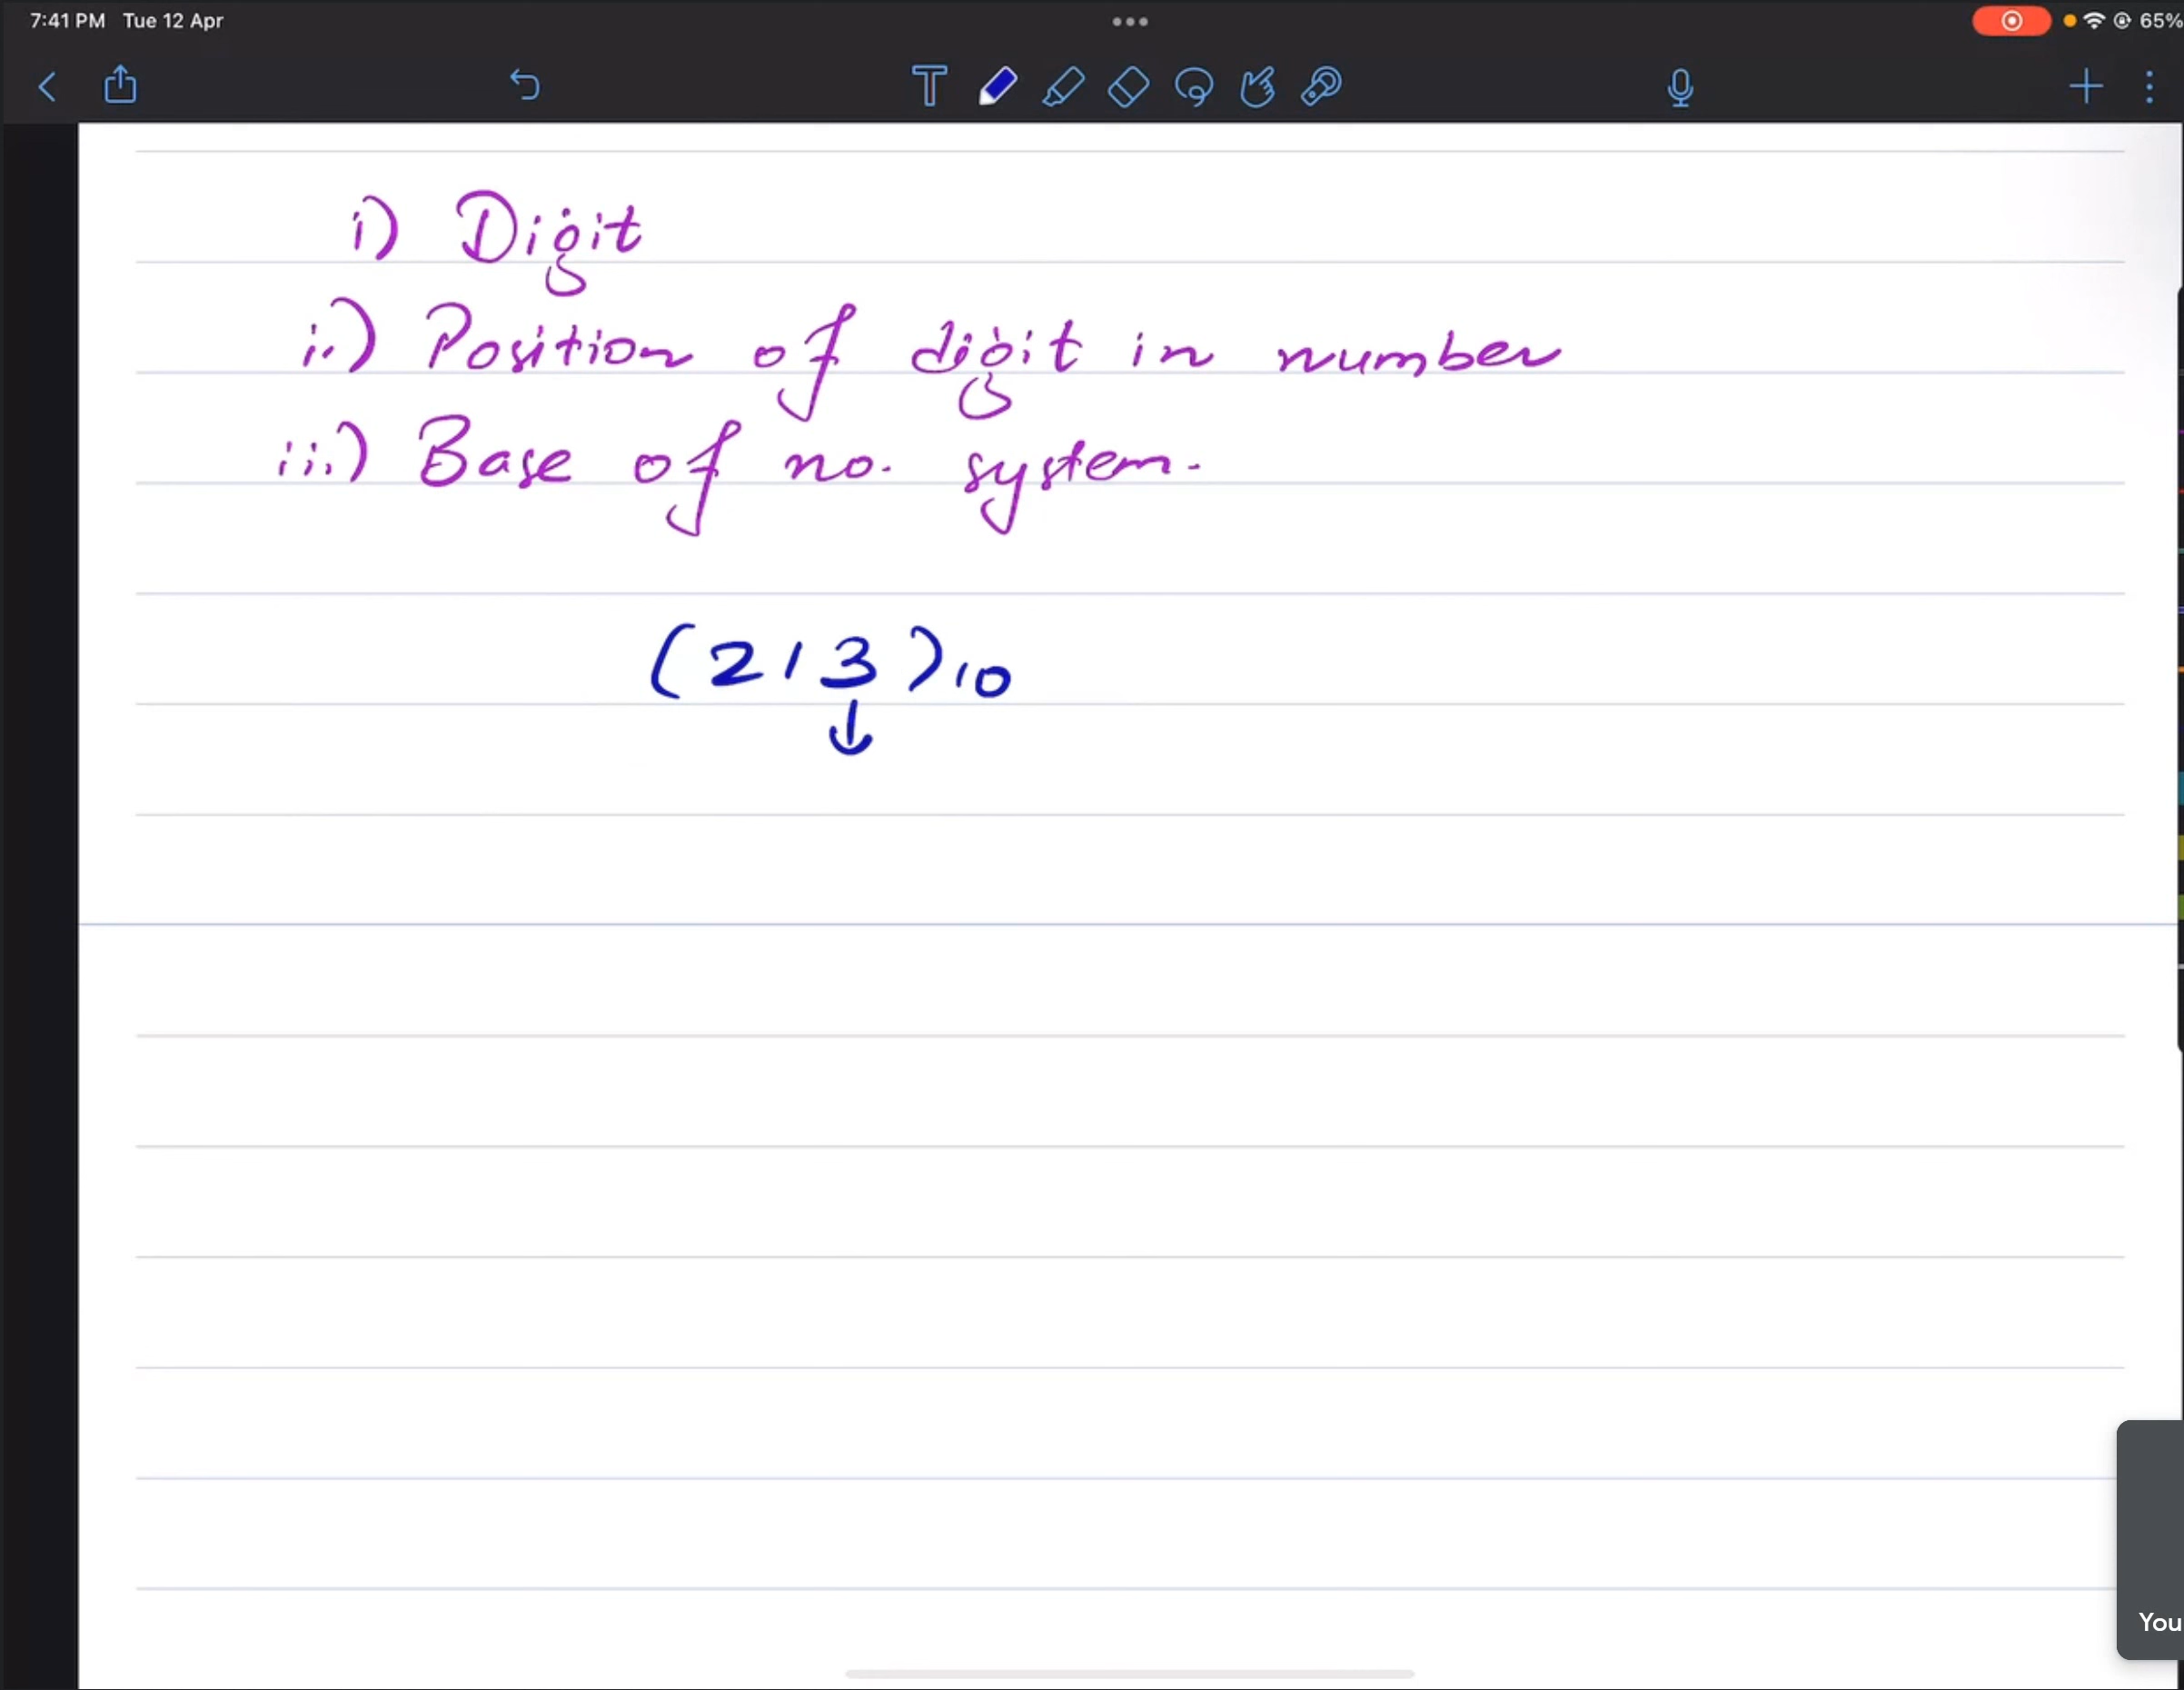 7:41 PM Tue 12 Apr 65%
i) Digit
ii) Position of digit in number
iii) Base of no. system.
(213)10
↓
You